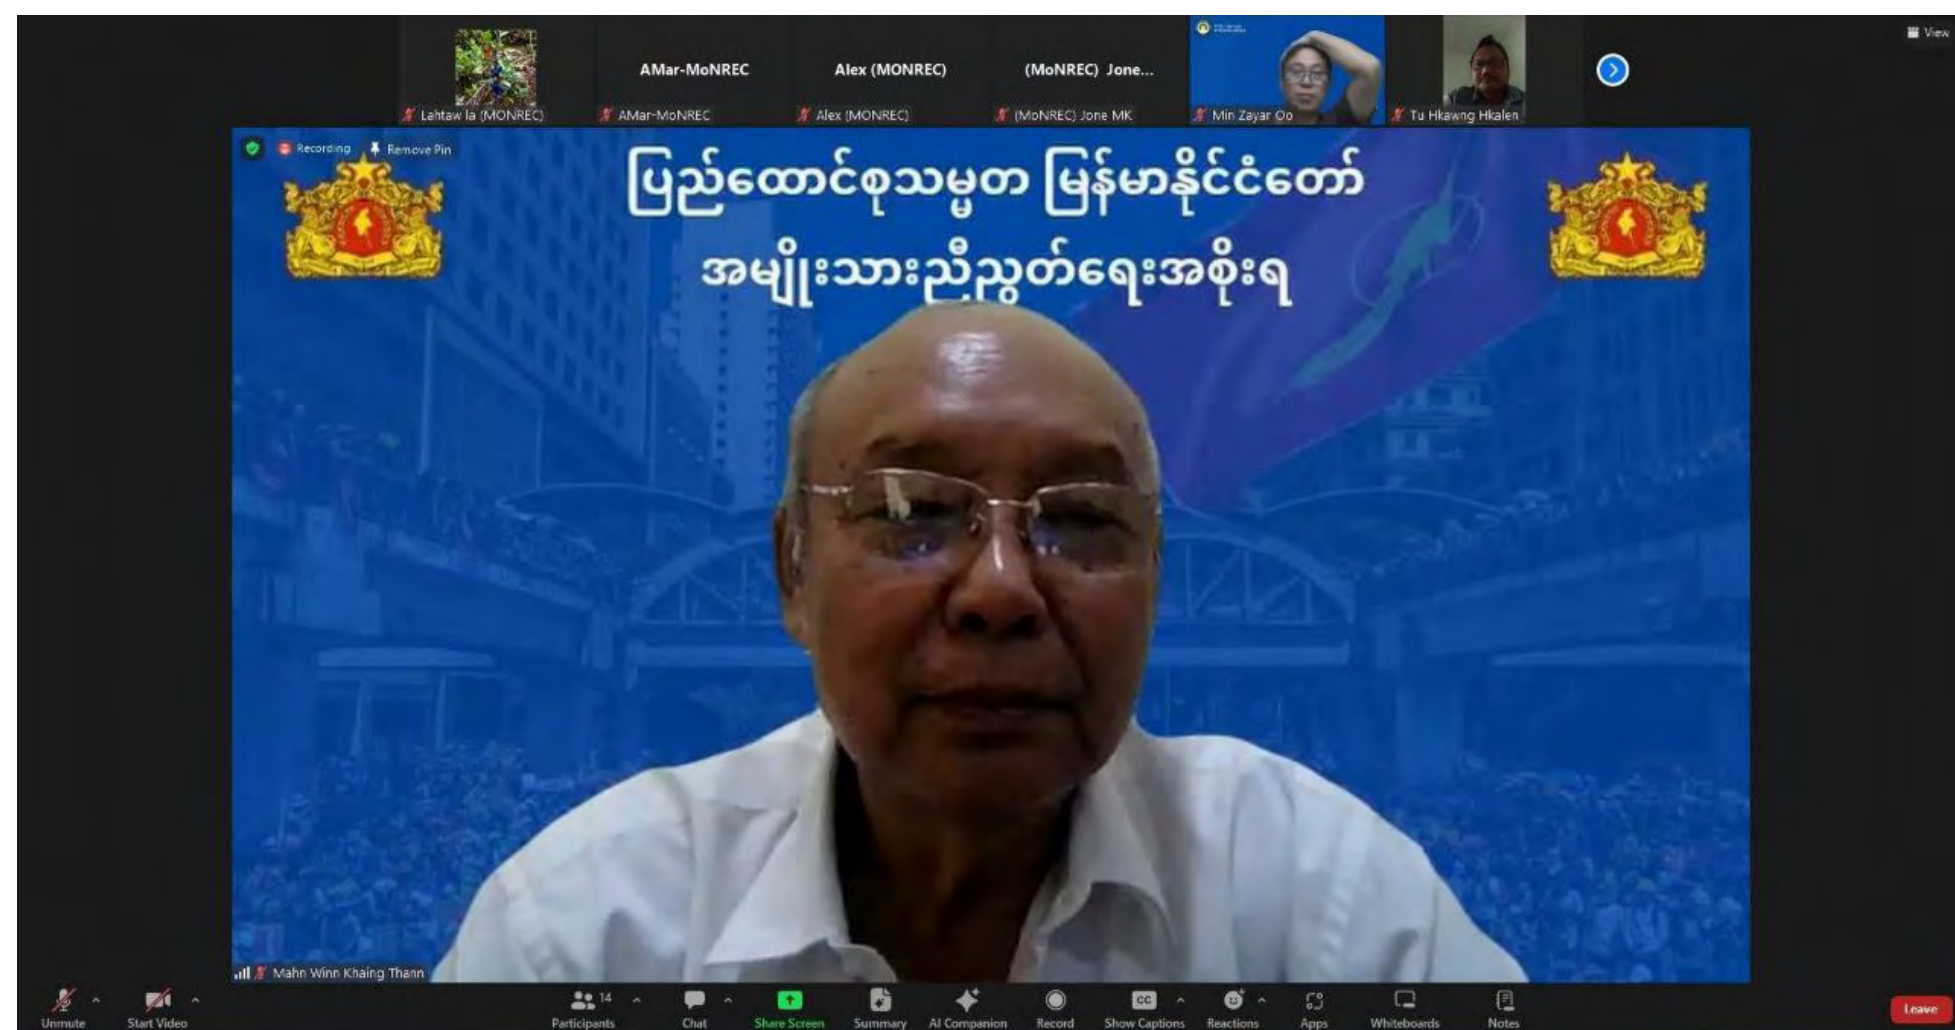 View
AMar-MoNREC
Alex (MONREC)
(MoNREC) Jone...
Lahtaw la (MONREC)
AMar-MoNREC
Alex (MONREC)
(MoNREC) Jone MK
Min Zayar Oo
Tu Hkawng Hkalen
Recording
Remove Pin
ပြည်ထောင်စုသမ္မတ မြန်မာနိုင်ငံတော်
အမျိုးသားညီညွတ်ရေးအစိုးရ
Mahn Winn Khaing Thann
14
CC
Unmute
Start Video
Participants
Chat
Share Screen
Summary
AI Companion
Record
Show Captions
Reactions
Apps
Whiteboards
Notes
Leave